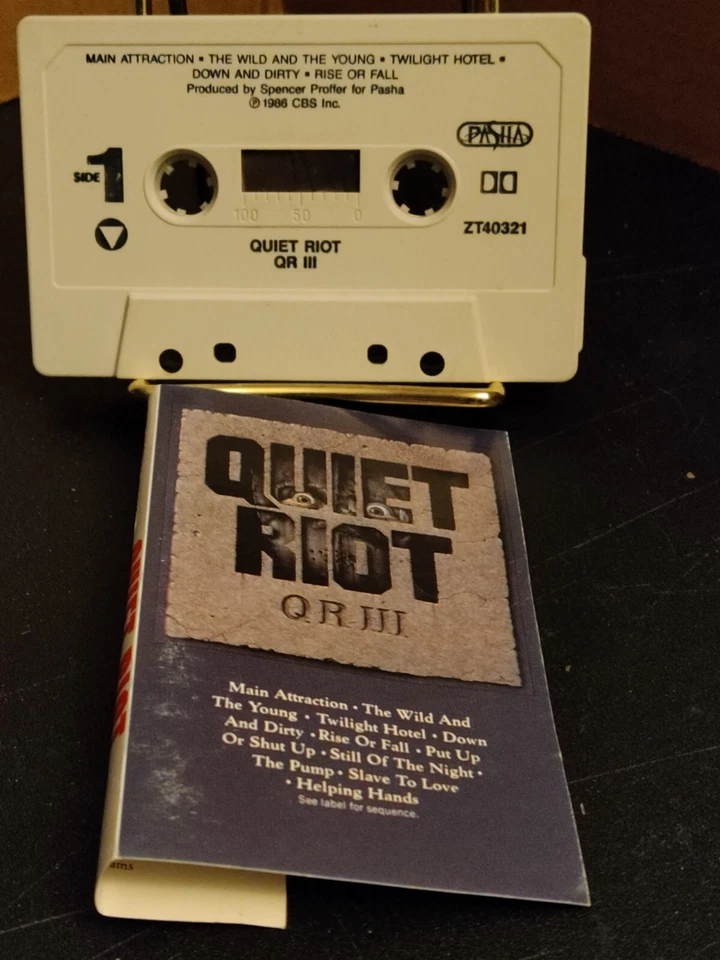 MAIN ATTRACTION • THE WILD AND THE YOUNG • TWILIGHT HOTEL •
DOWN AND DIRTY • RISE OR FALL
Produced by Spencer Proffer for Pasha
℗ 1986 CBS Inc.
PASHA
SIDE 1
100 50 0
ZT40321
QUIET RIOT
QR III
QUIET
RIOT
QR III
QUIET RIOT
Main Attraction • The Wild And
The Young • Twilight Hotel • Down
And Dirty • Rise Or Fall • Put Up
Or Shut Up • Still Of The Night •
The Pump • Slave To Love
• Helping Hands
See label for sequence.
ams